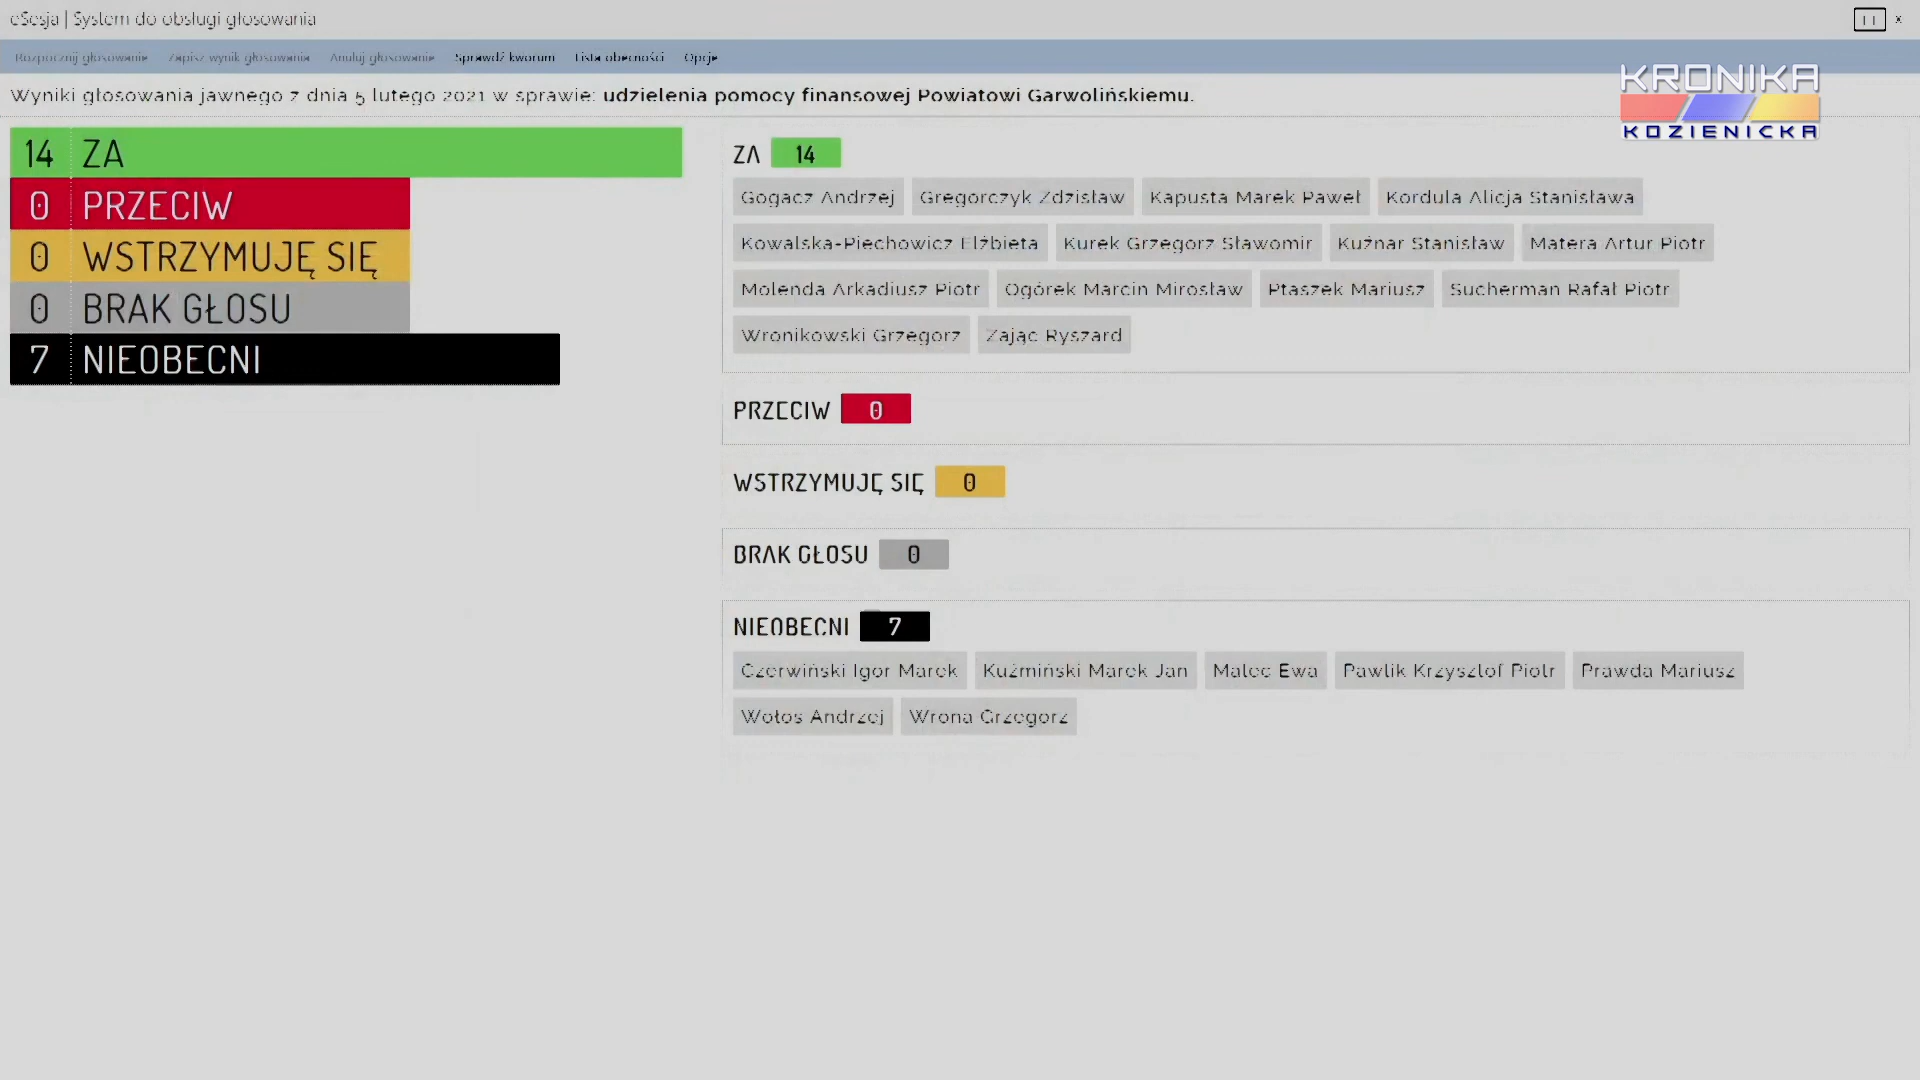 eSesja | System do obsługi głosowania
Rozpocznij głosowanie Zapisz wynik głosowania Anuluj głosowanie Sprawdź kworum Lista obecności Opcje
KRONIKA
KOZIENICKA
Wyniki głosowania jawnego z dnia 5 lutego 2021 w sprawie: udzielenia pomocy finansowej Powiatowi Garwolińskiemu.
14 ZA
0 PRZECIW
0 WSTRZYMUJĘ SIĘ
0 BRAK GŁOSU
7 NIEOBECNI
ZA 14
Gogacz Andrzej Gregorczyk Zdzisław Kapusta Marek Paweł Kordula Alicja Stanisława
Kowalska-Piechowicz Elżbieta Kurek Grzegorz Sławomir Kuźnar Stanisław Matera Artur Piotr
Molenda Arkadiusz Piotr Ogórek Marcin Mirosław Ptaszek Mariusz Sucherman Rafał Piotr
Wronikowski Grzegorz Zając Ryszard
PRZECIW 0
WSTRZYMUJĘ SIĘ 0
BRAK GŁOSU 0
NIEOBECNI 7
Czerwiński Igor Marek Kuźmiński Marek Jan Malec Ewa Pawlik Krzysztof Piotr Prawda Mariusz
Wołos Andrzej Wrona Grzegorz